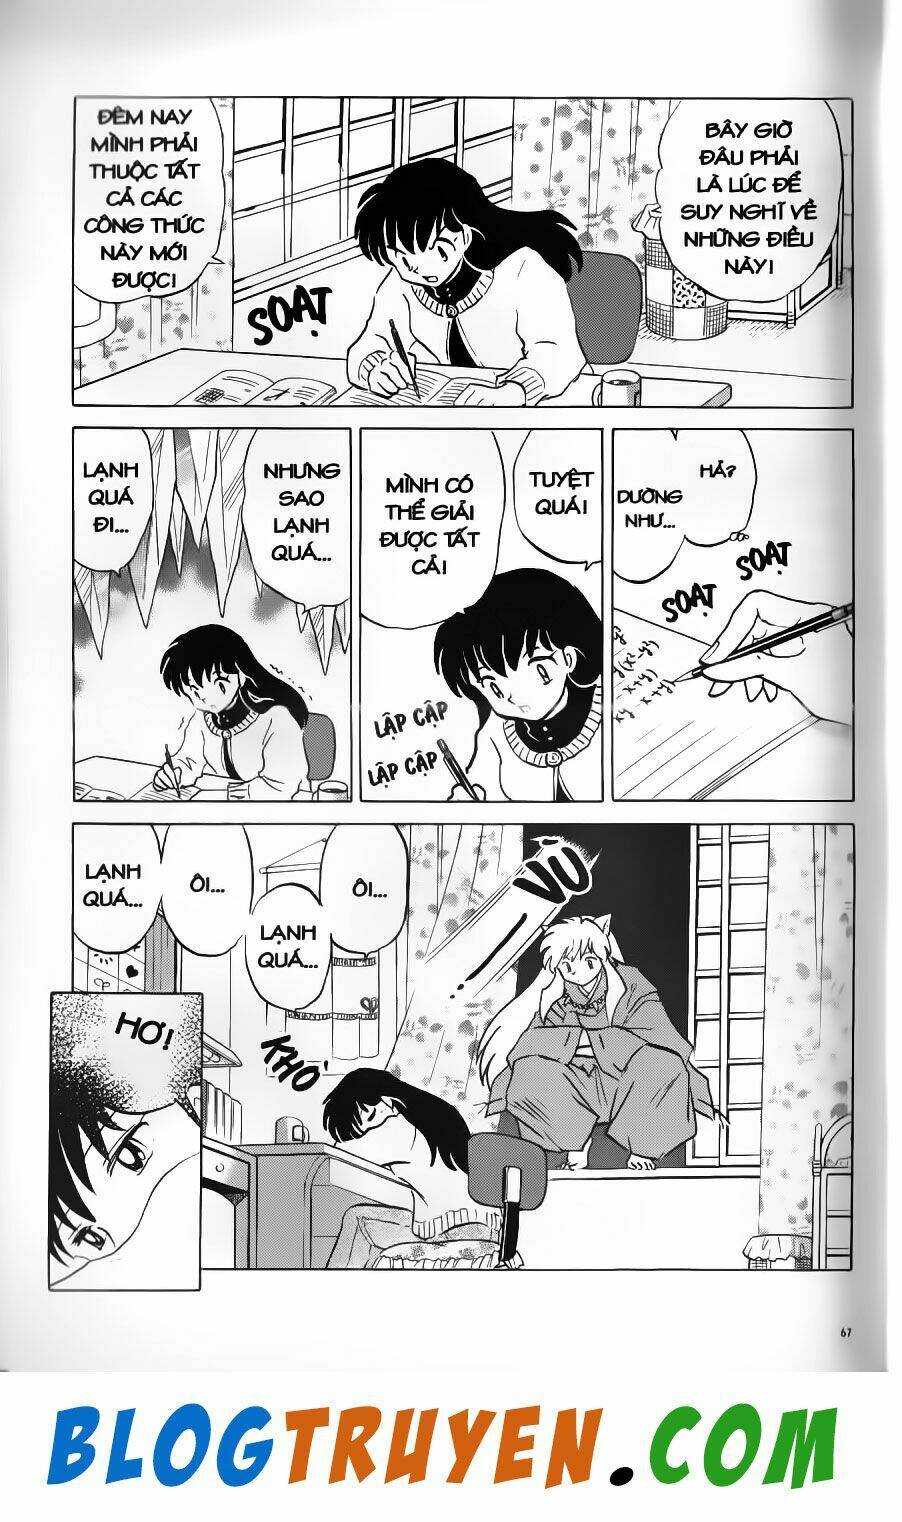 BÂY GIỜ
ĐÂU PHẢI
LÀ LÚC ĐỂ
SUY NGHĨ VỀ
NHỮNG ĐIỀU
NÀY!
ĐÊM NAY
MÌNH PHẢI
THUỘC TẤT
CẢ CÁC
CÔNG THỨC
NÀY MỚI
ĐƯỢC!
SOẠT
HẢ?
DƯỜNG
NHƯ...
SOẠT
SOẠT
TUYỆT
QUÁ!
MÌNH CÓ
THỂ GIẢI
ĐƯỢC TẤT
CẢ!
LẬP CẬP
LẬP CẬP
NHƯNG
SAO
LẠNH
QUÁ...
LẠNH
QUÁ
ĐI...
VÙ
ÔI...
LẠNH
QUÁ...
ÔI...
LẠNH
QUÁ...
KHÒ
HƠ!
67
BLOGTRUYEN.COM